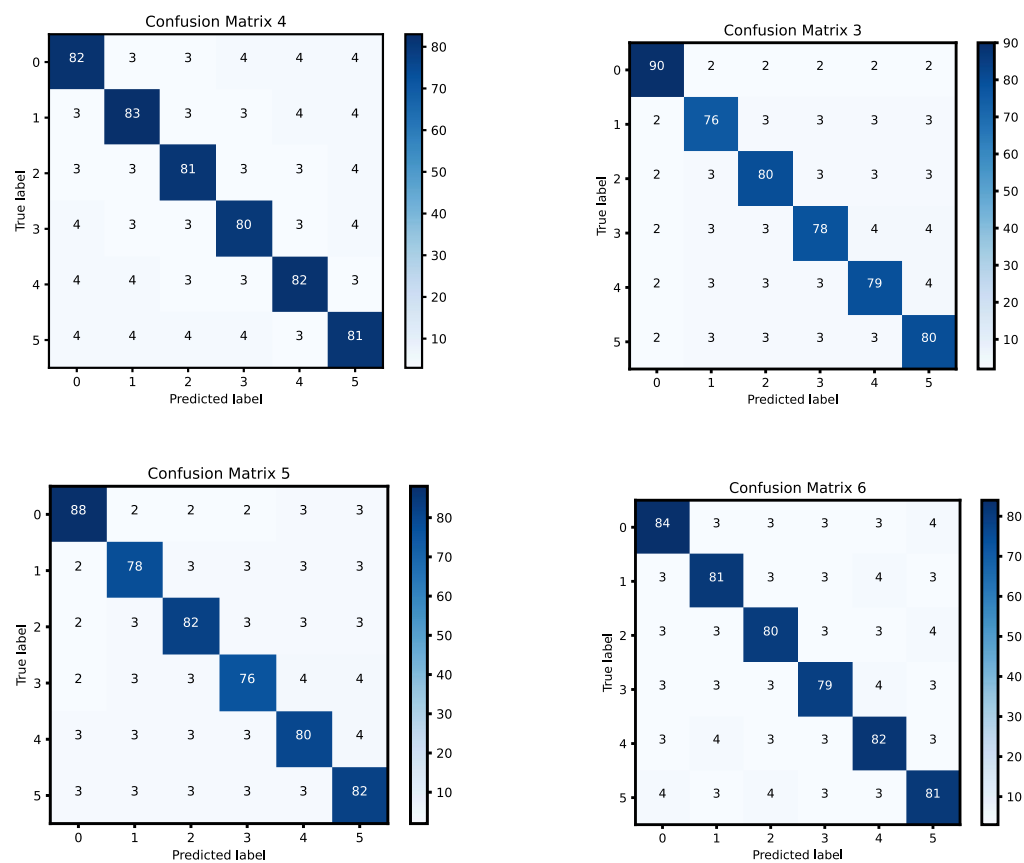 Confusion Matrix 4
0 82 3 3 4 4 4
1 3 83 3 3 4 4
2 3 3 81 3 3 4
3 4 3 3 80 3 4
4 4 4 3 3 82 3
5 4 4 4 4 3 81
0 1 2 3 4 5
Predicted label
True label
80
70
60
50
40
30
20
10
Confusion Matrix 3
0 90 2 2 2 2 2
1 2 76 3 3 3 3
2 2 3 80 3 3 3
3 2 3 3 78 4 4
4 2 3 3 3 79 4
5 2 3 3 3 3 80
0 1 2 3 4 5
Predicted label
True label
90
80
70
60
50
40
30
20
10
Confusion Matrix 5
0 88 2 2 2 3 3
1 2 78 3 3 3 3
2 2 3 82 3 3 3
3 2 3 3 76 4 4
4 3 3 3 3 80 4
5 3 3 3 3 3 82
0 1 2 3 4 5
Predicted label
True label
80
70
60
50
40
30
20
10
Confusion Matrix 6
0 84 3 3 3 3 4
1 3 81 3 3 4 3
2 3 3 80 3 3 4
3 3 3 3 79 4 3
4 3 4 3 3 82 3
5 4 3 4 3 3 81
0 1 2 3 4 5
Predicted label
True label
80
70
60
50
40
30
20
10